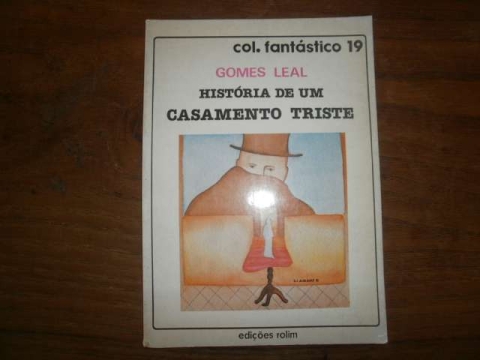 col. fantástico 19
GOMES LEAL
HISTÓRIA DE UM
CASAMENTO TRISTE
edições rolim